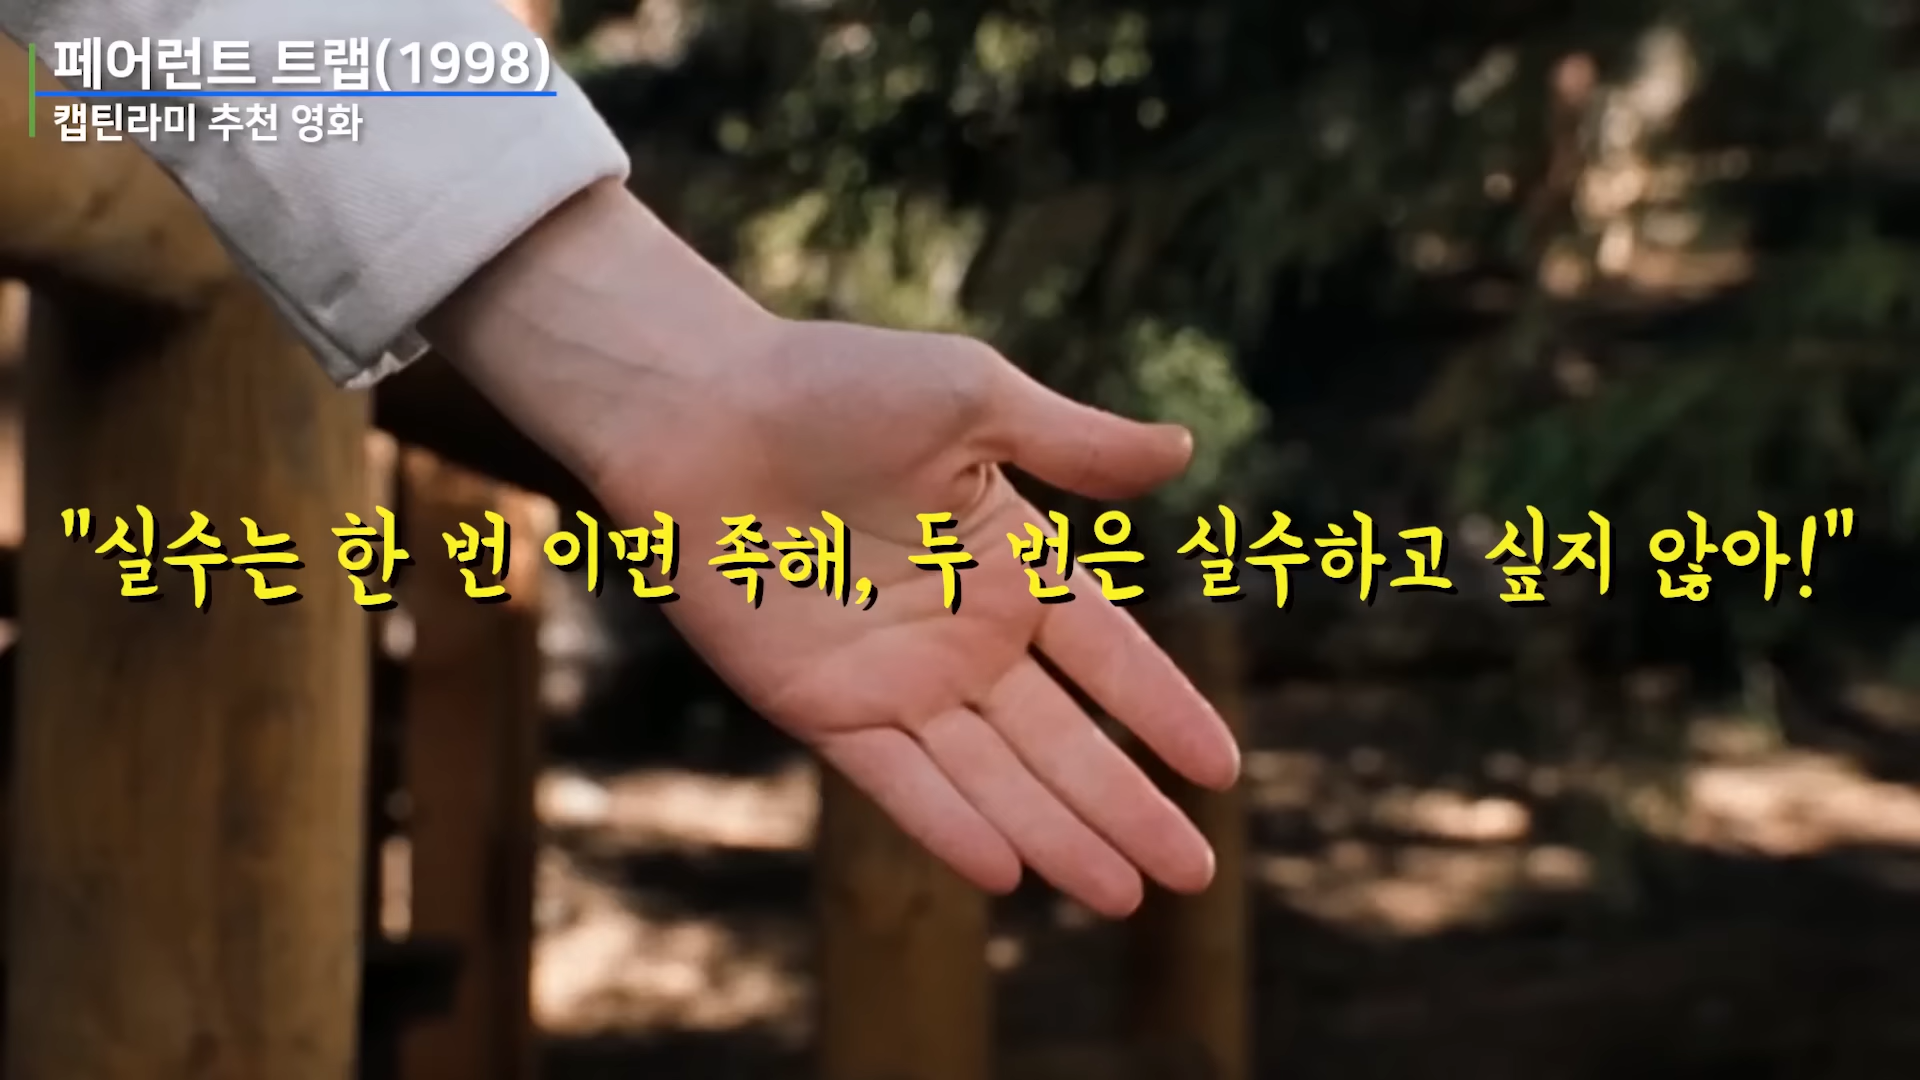 페어런트 트랩(1998)
캡틴라미 추천 영화
"실수는 한 번 이면 족해, 두 번은 실수하고 싶지 않아!"